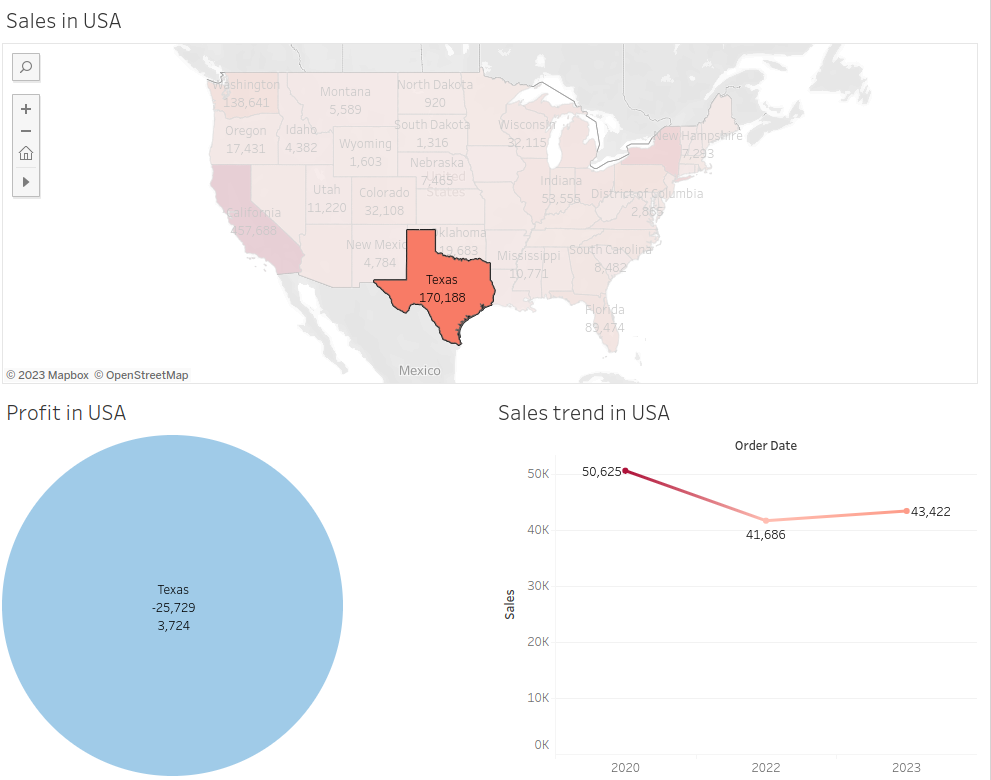 Sales in USA
Washington
138,641
Montana
5,589
North Dakota
920
Oregon
17,431
Idaho
4,382
South Dakota
1,316
Wisconsin
32,115
New Hampshire
7,293
Wyoming
1,603
Nebraska
7,465
United
States
Utah
11,220
Colorado
32,108
Indiana
53,555
District of Columbia
2,865
California
457,688
New Mexico
4,784
Oklahoma
19,683
Mississippi
10,771
South Carolina
8,482
Texas
170,188
Florida
89,474
Mexico
© 2023 Mapbox © OpenStreetMap
Profit in USA
Texas
-25,729
3,724
Sales trend in USA
Order Date
50K
40K
30K
20K
10K
0K
Sales
50,625
41,686
43,422
2020
2022
2023